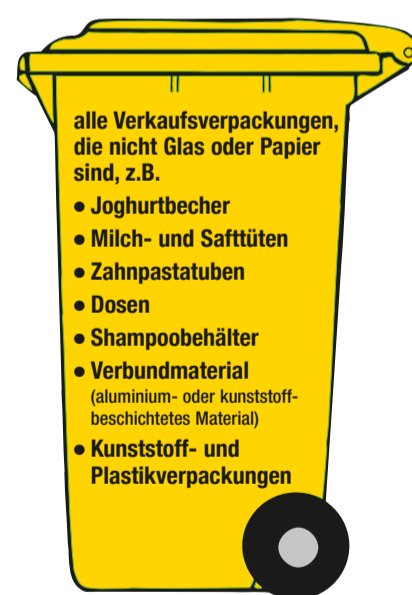 alle Verkaufsverpackungen,
die nicht Glas oder Papier
sind, z.B.
• Joghurtbecher
• Milch- und Safttüten
• Zahnpastatuben
• Dosen
• Shampoobehälter
• Verbundmaterial
(aluminium- oder kunststoff-
beschichtetes Material)
• Kunststoff- und
Plastikverpackungen